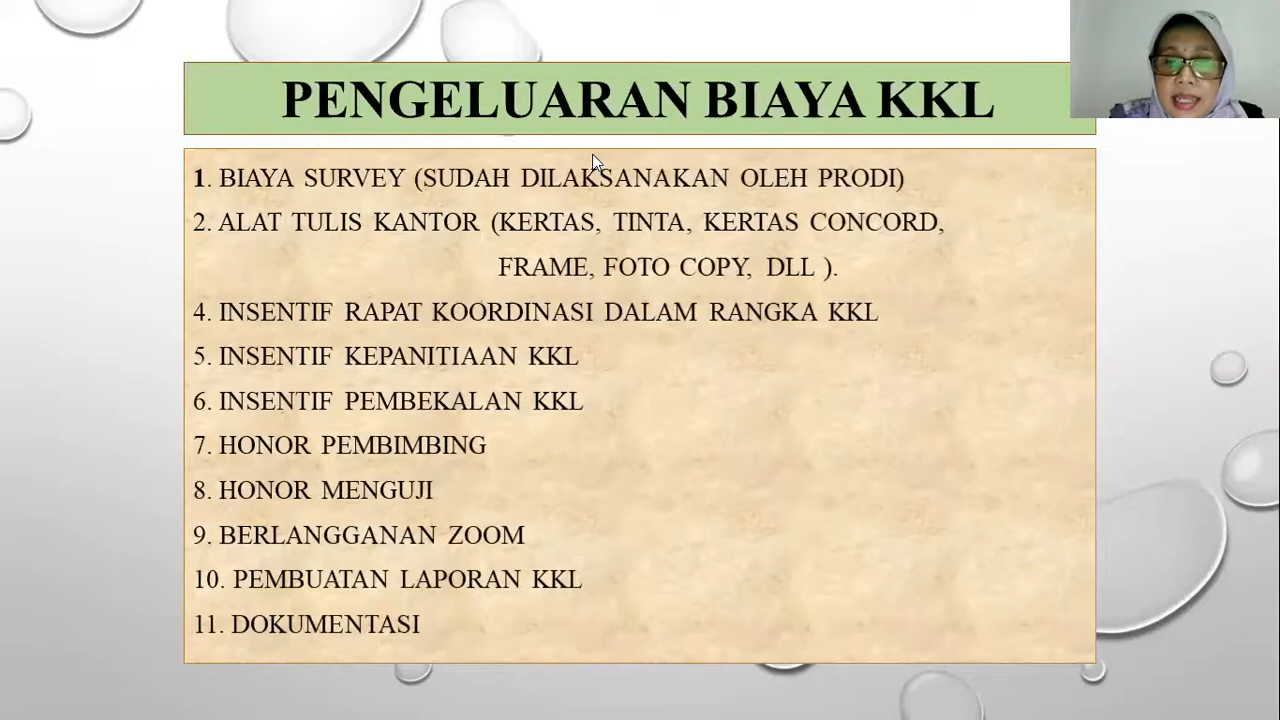 PENGELUARAN BIAYA KKL
1. BIAYA SURVEY (SUDAH DILAKSANAKAN OLEH PRODI)
2. ALAT TULIS KANTOR (KERTAS, TINTA, KERTAS CONCORD,
FRAME, FOTO COPY, DLL ).
4. INSENTIF RAPAT KOORDINASI DALAM RANGKA KKL
5. INSENTIF KEPANITIAAN KKL
6. INSENTIF PEMBEKALAN KKL
7. HONOR PEMBIMBING
8. HONOR MENGUJI
9. BERLANGGANAN ZOOM
10. PEMBUATAN LAPORAN KKL
11. DOKUMENTASI